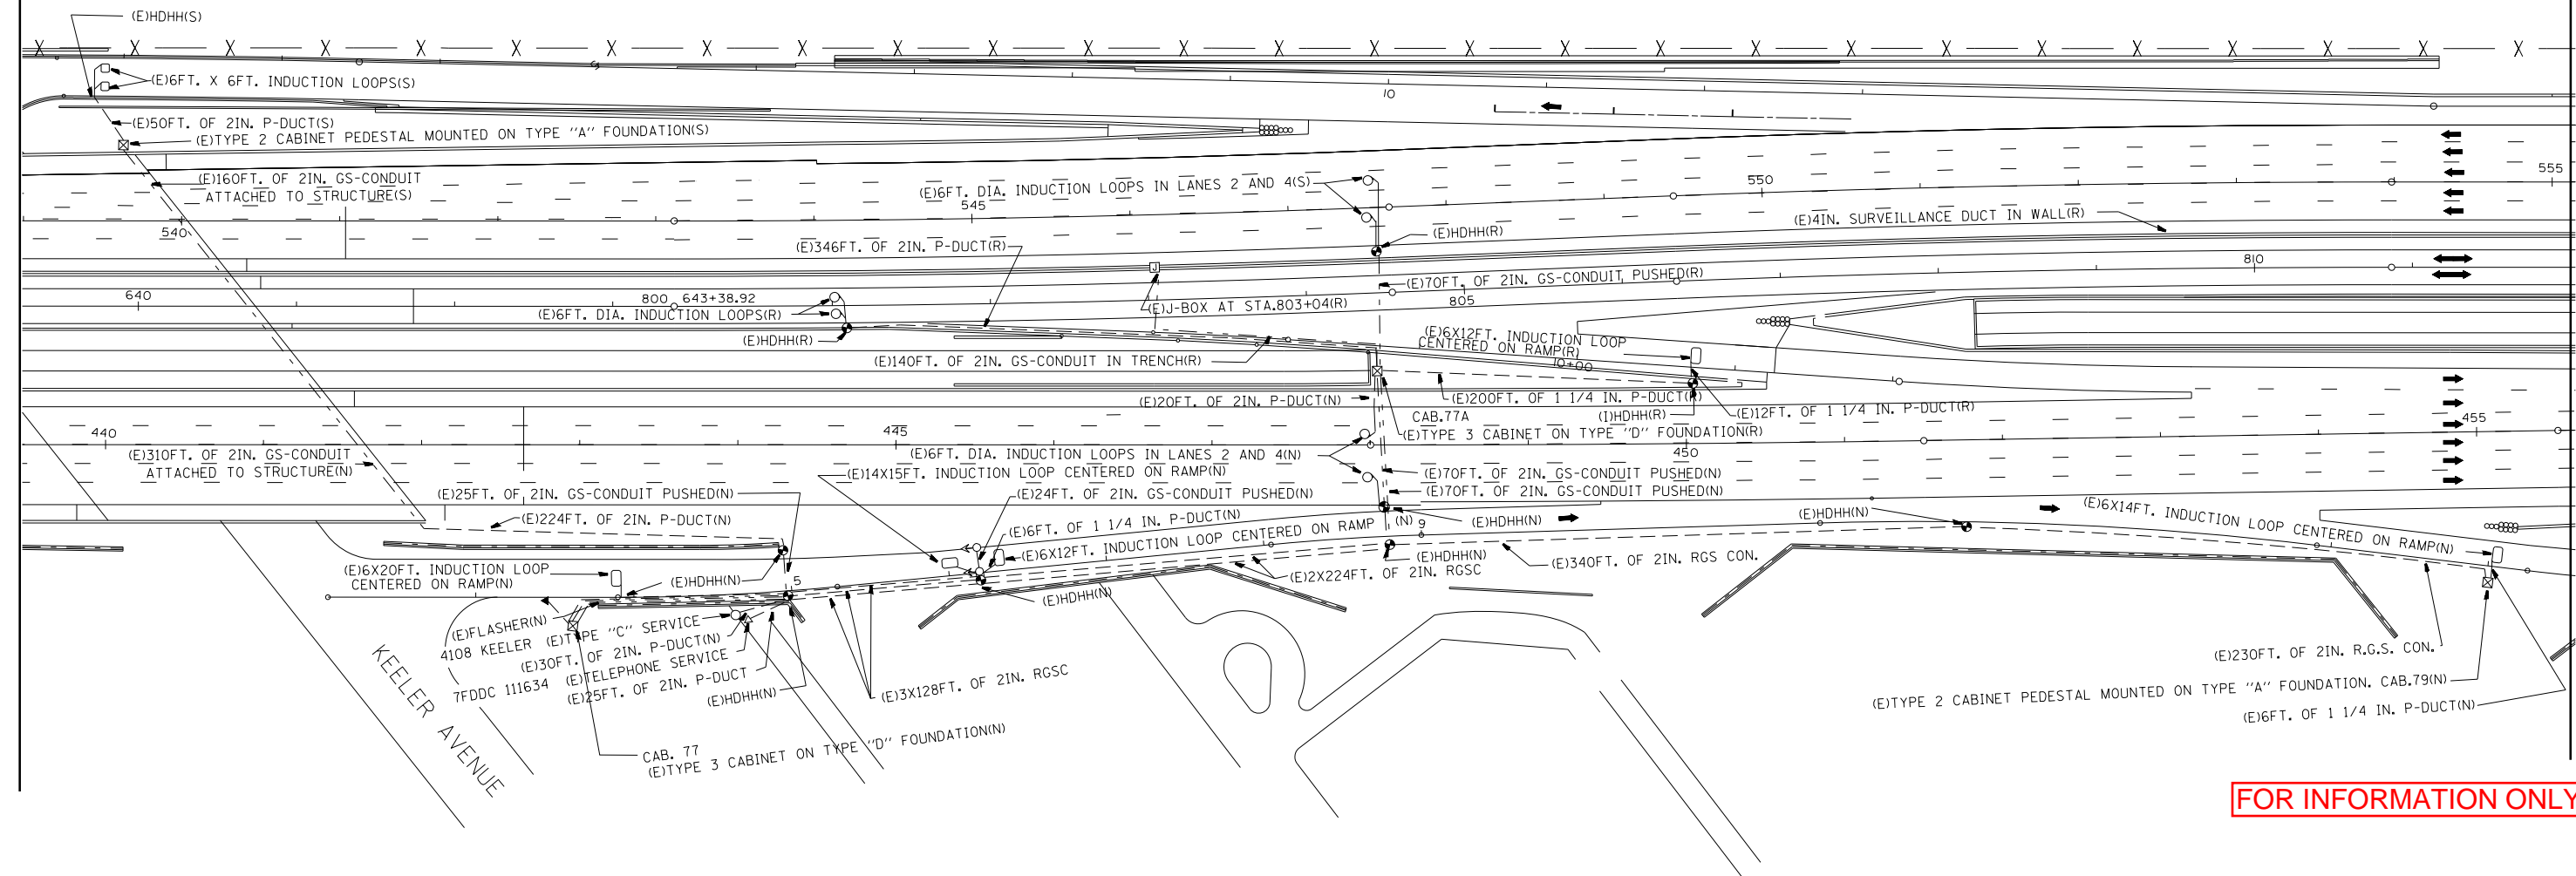 (E)HDHH(S)
(E)6FT. X 6FT. INDUCTION LOOPS(S)
10
(E)50FT. OF 2IN. P-DUCT(S)
(E)TYPE 2 CABINET PEDESTAL MOUNTED ON TYPE "A" FOUNDATION(S)
(E)160FT. OF 2IN. GS-CONDUIT
ATTACHED TO STRUCTURE(S)
(E)6FT. DIA. INDUCTION LOOPS IN LANES 2 AND 4(S)
540
545
550
555
(E)4IN. SURVEILLANCE DUCT IN WALL(R)
(E)HDHH(R)
(E)346FT. OF 2IN. P-DUCT(R)
J
(E)70FT. OF 2IN. GS-CONDUIT, PUSHED(R)
810
640
800 643+38.92
805
(E)J-BOX AT STA.803+04(R)
(E)6FT. DIA. INDUCTION LOOPS(R)
(E)HDHH(R)
(E)6X12FT. INDUCTION LOOP
CENTERED ON RAMP(R)
(E)140FT. OF 2IN. GS-CONDUIT IN TRENCH(R)
10+00
(E)20FT. OF 2IN. P-DUCT(N)
(E)200FT. OF 1 1/4 IN. P-DUCT(R)
CAB.77A
(I)HDHH(R)
(E)12FT. OF 1 1/4 IN. P-DUCT(R)
(E)TYPE 3 CABINET ON TYPE "D" FOUNDATION(R)
440
445
450
455
(E)310FT. OF 2IN. GS-CONDUIT
ATTACHED TO STRUCTURE(N)
(E)6FT. DIA. INDUCTION LOOPS IN LANES 2 AND 4(N)
(E)14X15FT. INDUCTION LOOP CENTERED ON RAMP(N)
(E)70FT. OF 2IN. GS-CONDUIT PUSHED(N)
(E)70FT. OF 2IN. GS-CONDUIT PUSHED(N)
(E)25FT. OF 2IN. GS-CONDUIT PUSHED(N)
(E)24FT. OF 2IN. GS-CONDUIT PUSHED(N)
(E)224FT. OF 2IN. P-DUCT(N)
(E)6FT. OF 1 1/4 IN. P-DUCT(N)
(E)6X12FT. INDUCTION LOOP CENTERED ON RAMP (N)
9
(E)HDHH(N)
(E)HDHH(N)
(E)6X14FT. INDUCTION LOOP CENTERED ON RAMP(N)
(E)HDHH(N)
(E)340FT. OF 2IN. RGS CON.
(E)2X224FT. OF 2IN. RGSC
(E)6X20FT. INDUCTION LOOP
CENTERED ON RAMP(N)
(E)HDHH(N)
5
(E)HDHH(N)
(E)FLASHER(N)
(E)TYPE "C" SERVICE
4108 KEELER
(E)30FT. OF 2IN. P-DUCT(N)
(E)TELEPHONE SERVICE
7FDDC 111634
(E)25FT. OF 2IN. P-DUCT
(E)HDHH(N)
(E)3X128FT. OF 2IN. RGSC
KEELER AVENUE
CAB. 77
(E)TYPE 3 CABINET ON TYPE "D" FOUNDATION(N)
(E)230FT. OF 2IN. R.G.S. CON.
(E)TYPE 2 CABINET PEDESTAL MOUNTED ON TYPE "A" FOUNDATION. CAB.79(N)
(E)6FT. OF 1 1/4 IN. P-DUCT(N)
FOR INFORMATION ONLY